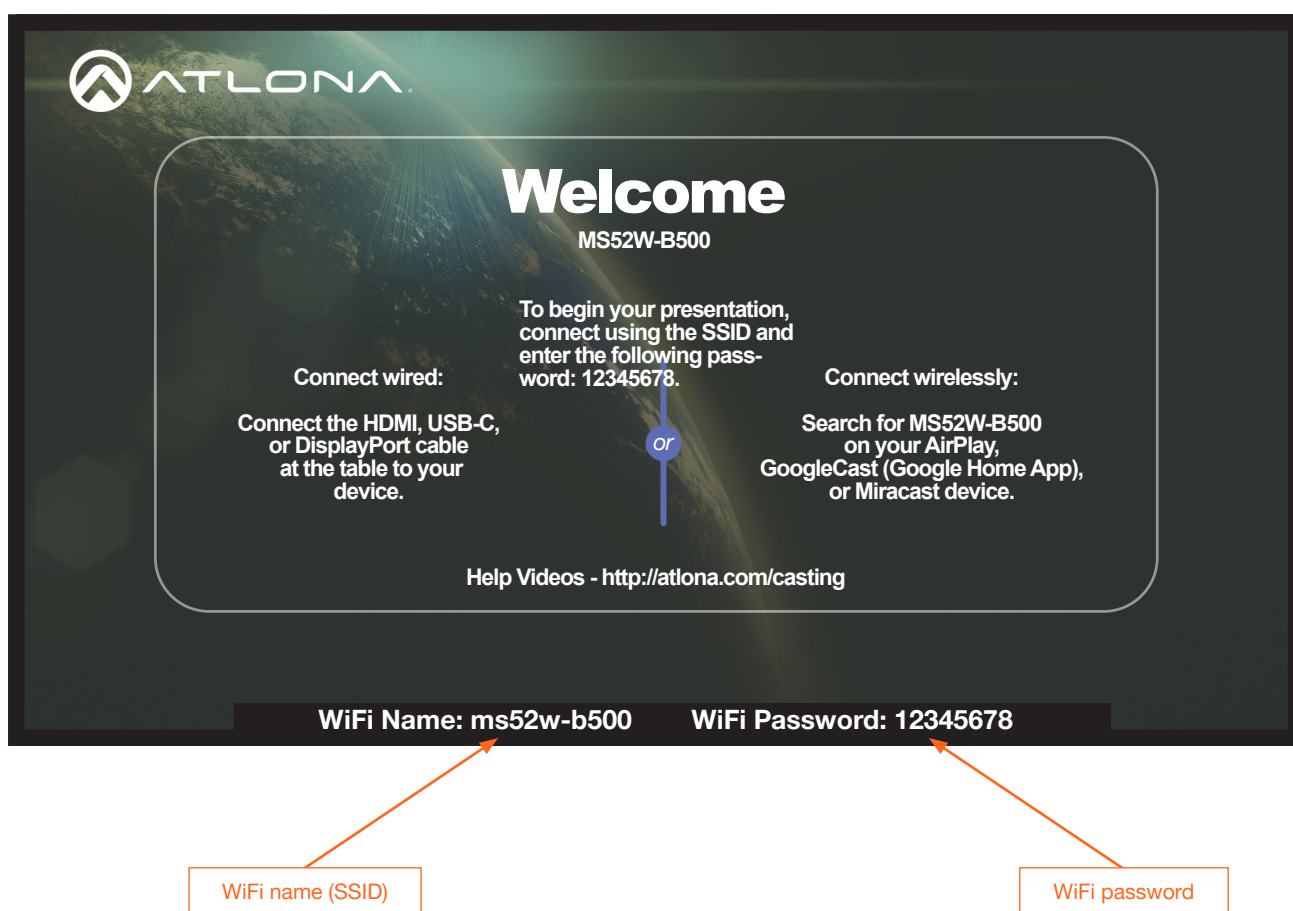 ATLONA.
Welcome
MS52W-B500
To begin your presentation,
connect using the SSID and
enter the following pass-
word: 12345678.
Connect wired:
Connect the HDMI, USB-C,
or DisplayPort cable
at the table to your
device.
or
Connect wirelessly:
Search for MS52W-B500
on your AirPlay,
GoogleCast (Google Home App),
or Miracast device.
Help Videos - http://atlona.com/casting
WiFi Name: ms52w-b500 WiFi Password: 12345678
WiFi name (SSID)
WiFi password